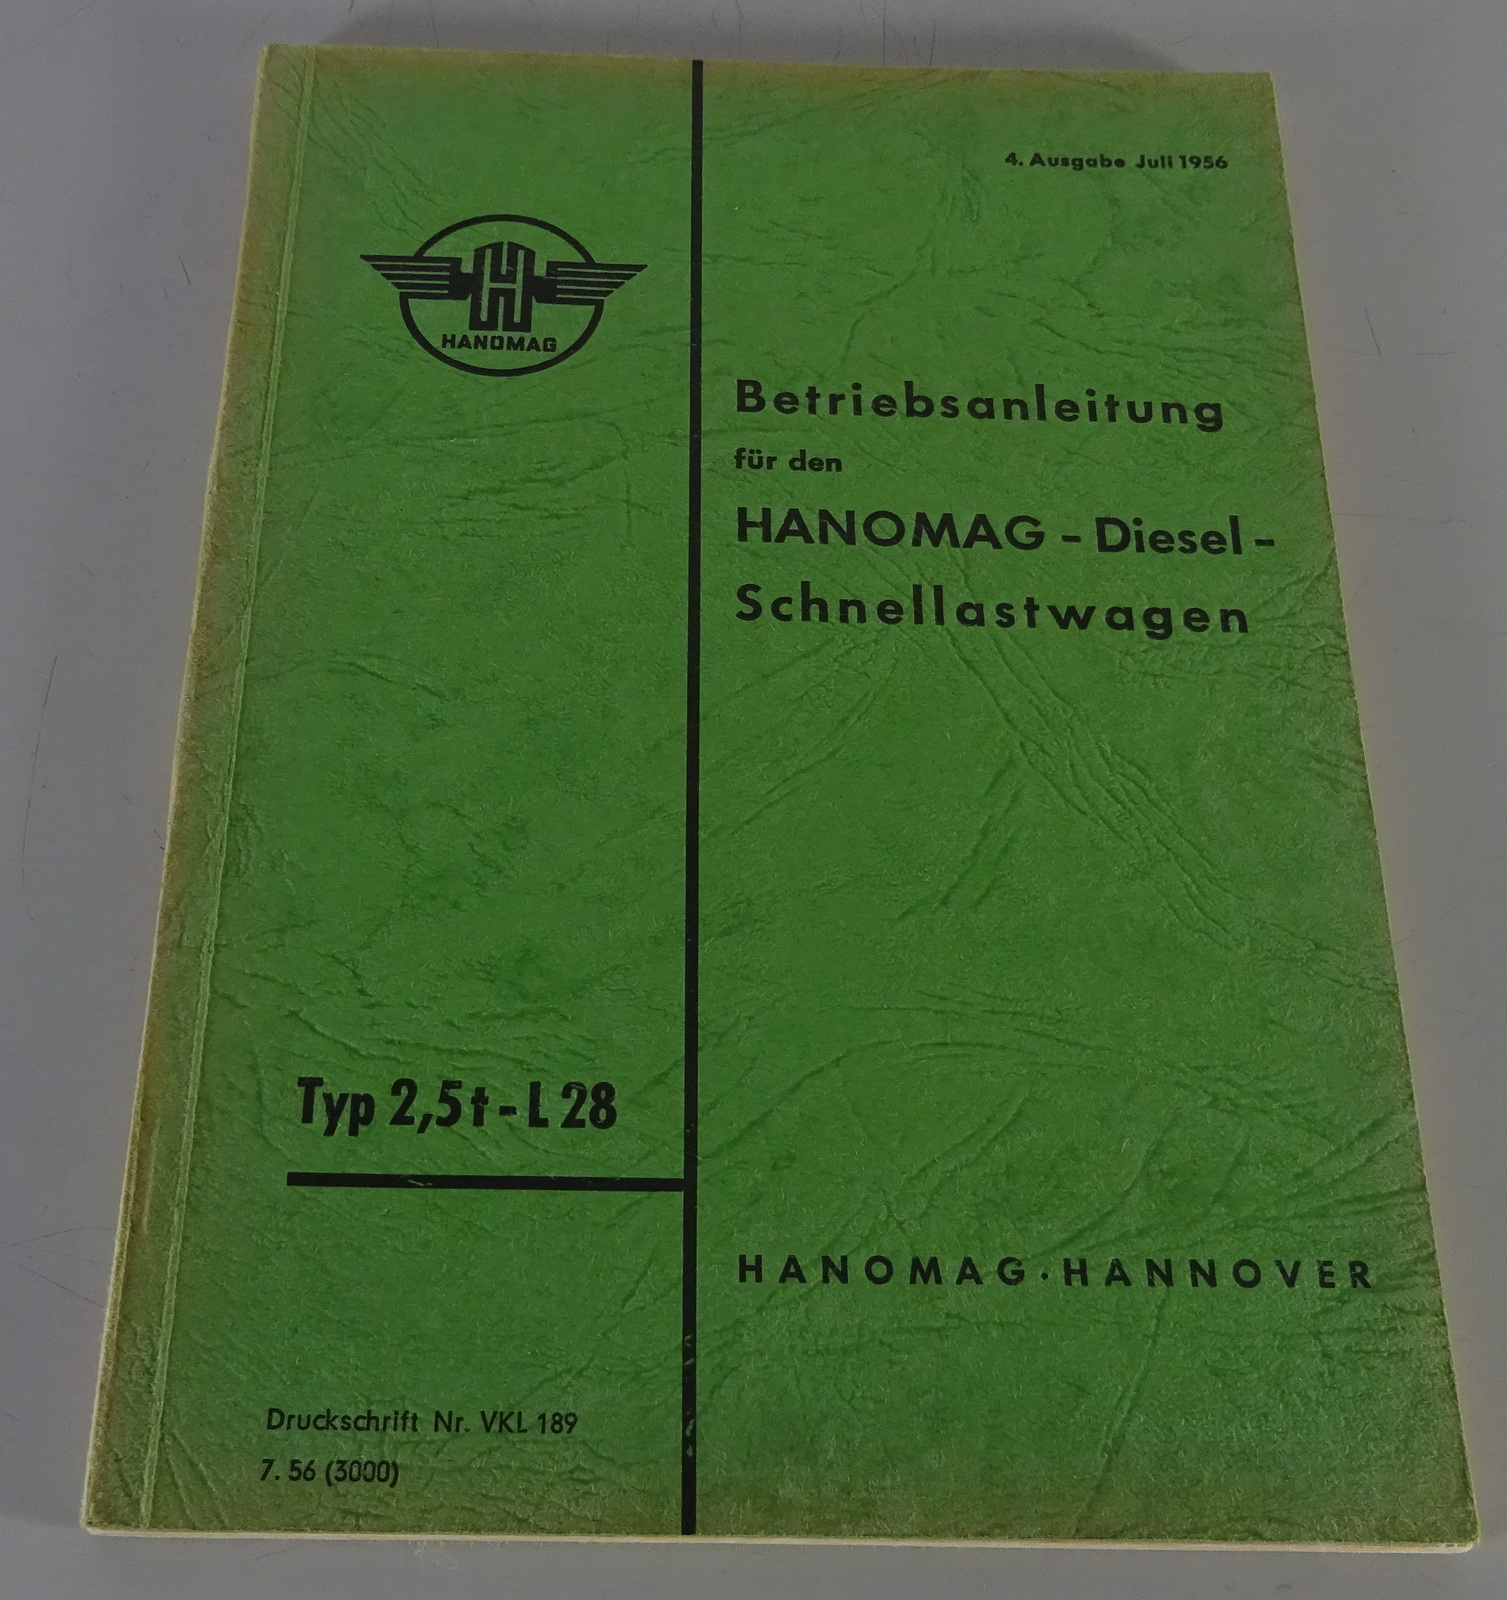 4. Ausgabe Juli 1956
H
HANOMAG
Betriebsanleitung
für den
HANOMAG - Diesel -
Schnellastwagen
Typ 2,5 t - L 28
HANOMAG · HANNOVER
Druckschrift Nr. VKL 189
7. 56 (3000)